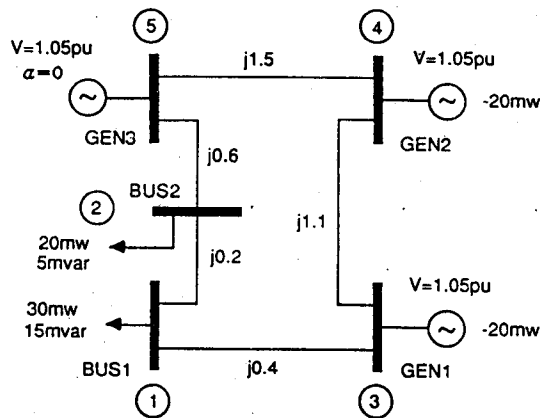 5
4
V=1.05pu
α=0
j1.5
V=1.05pu
~
~
-20mw
GEN3
GEN2
j0.6
BUS2
2
j1.1
20mw
5mvar
j0.2
V=1.05pu
30mw
15mvar
~
-20mw
BUS1
j0.4
GEN1
1
3